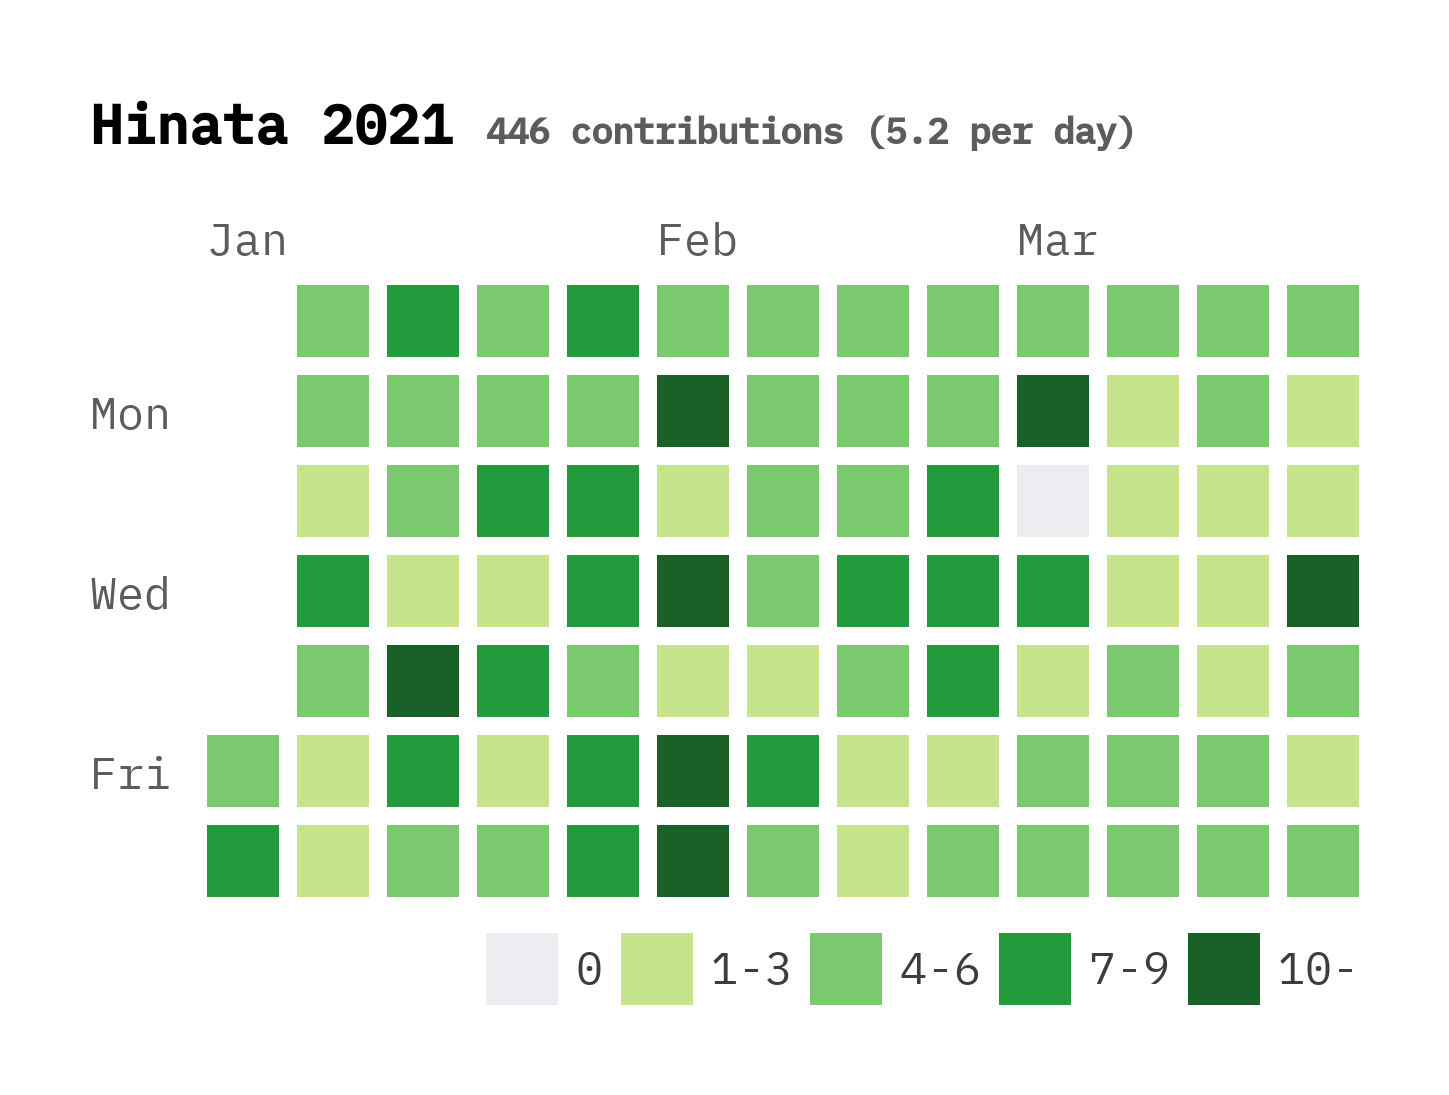 Hinata 2021 446 contributions (5.2 per day)
Jan Feb Mar
Mon
Wed
Fri
0 1-3 4-6 7-9 10-